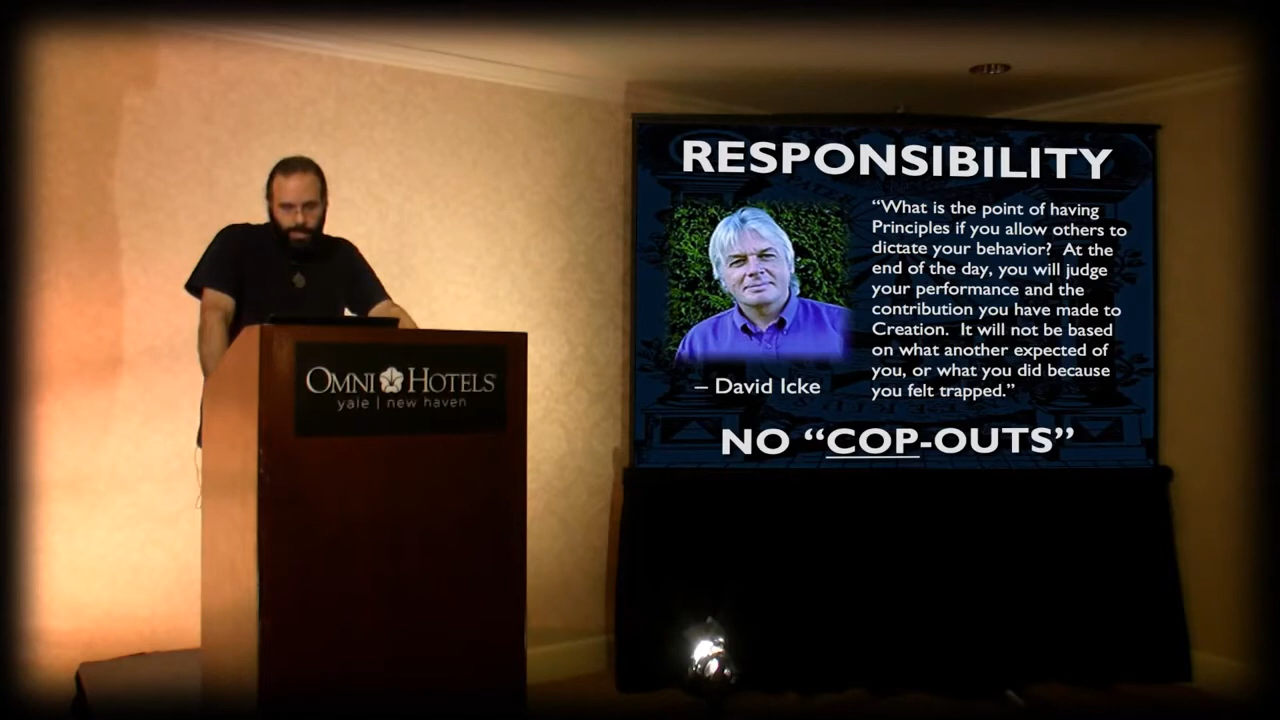 OMNI HOTELS
yale | new haven
RESPONSIBILITY
“What is the point of having
Principles if you allow others to
dictate your behavior? At the
end of the day, you will judge
your performance and the
contribution you have made to
Creation. It will not be based
on what another expected of
you, or what you did because
you felt trapped.”
– David Icke
NO “COP-OUTS”